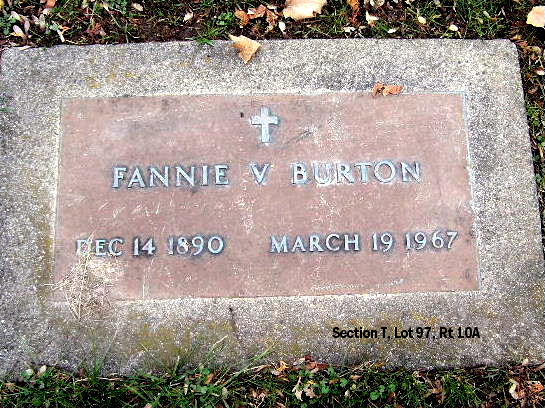 FANNIE V BURTON
DEC 14 1890 MARCH 19 1967
Section T, Lot 97, Rt 10A